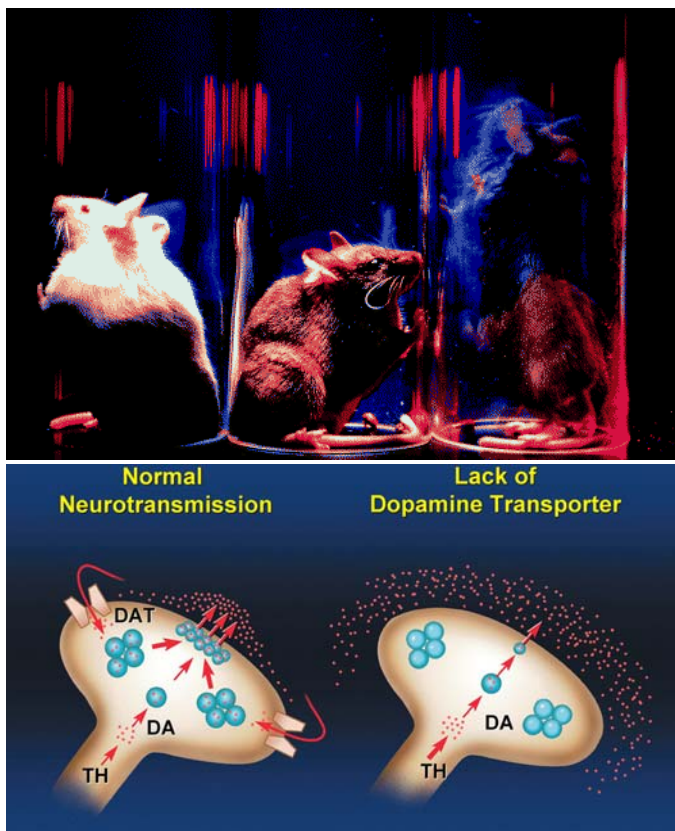 Normal
Neurotransmission
Lack of
Dopamine Transporter
DAT
DA
TH
DA
TH